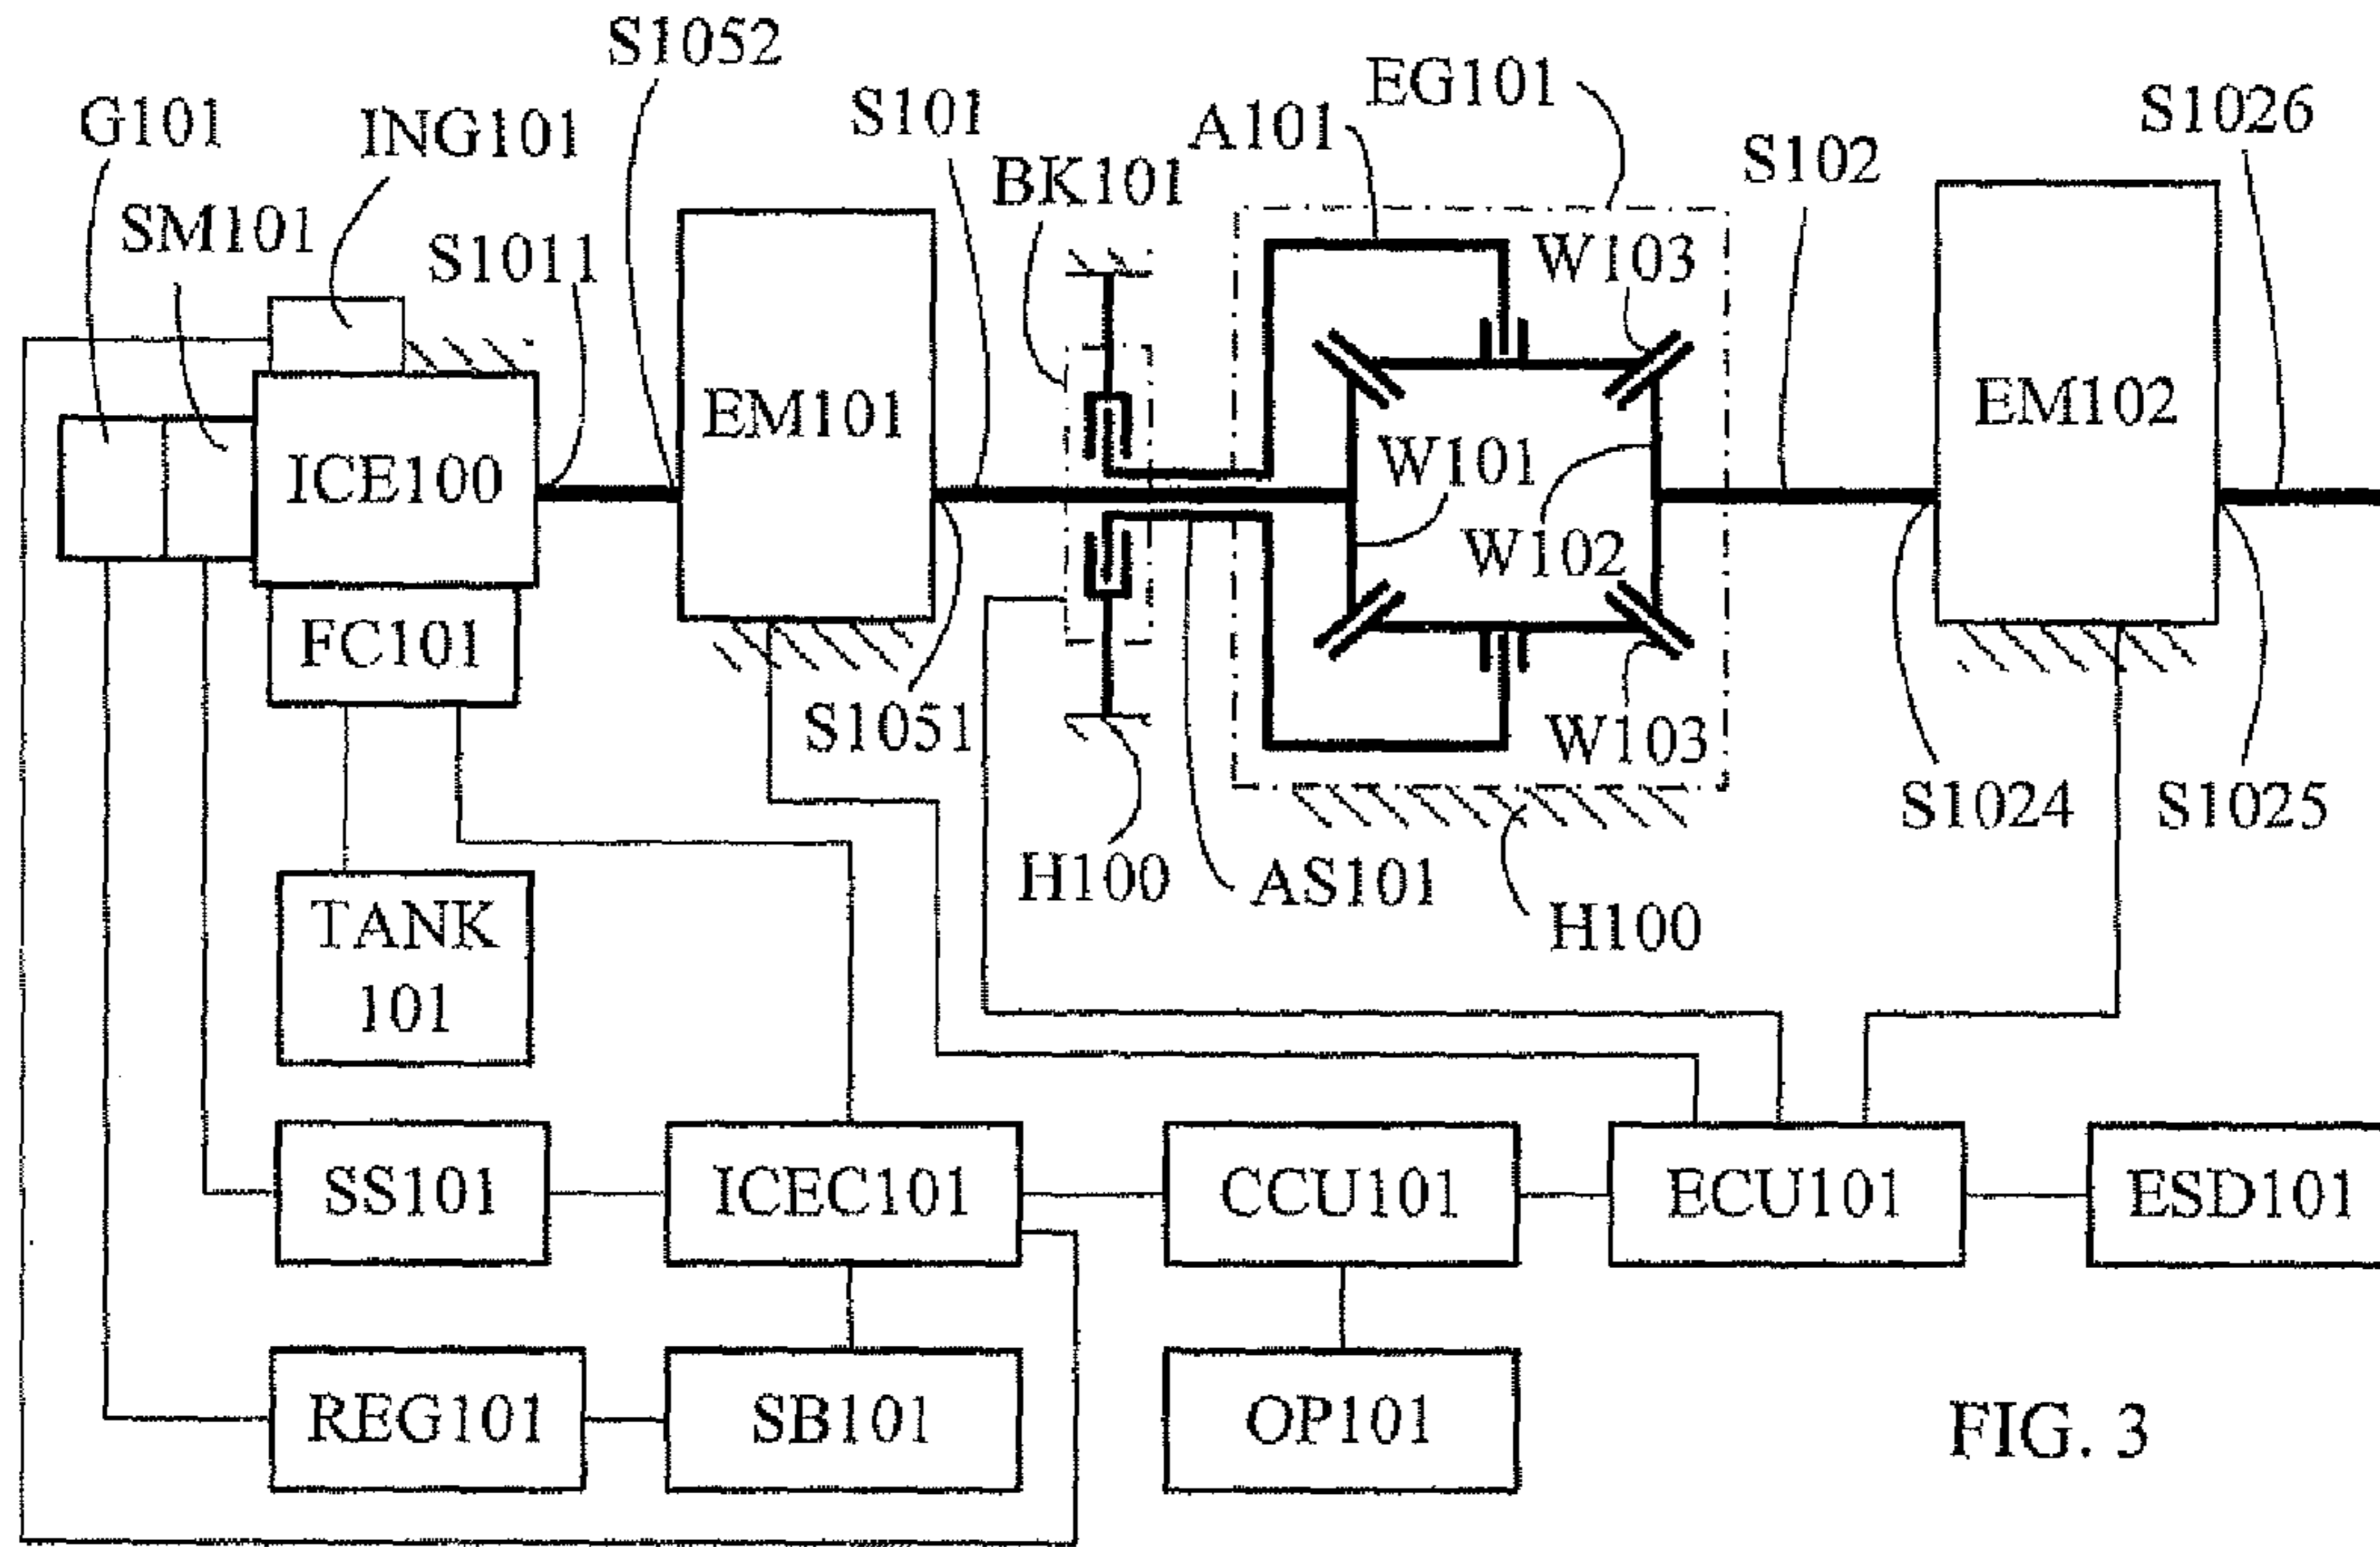 S1052
EG101
S1026
G101
ING101
S101
A101
S102
BK101
SM101
S1011
W103
EM101
EM102
ICE100
W101
W102
FC101
S1051
W103
S1024
S1025
H100
AS101
H100
TANK
101
SS101
ICEC101
CCU101
ECU101
ESD101
REG101
SB101
OP101
FIG. 3